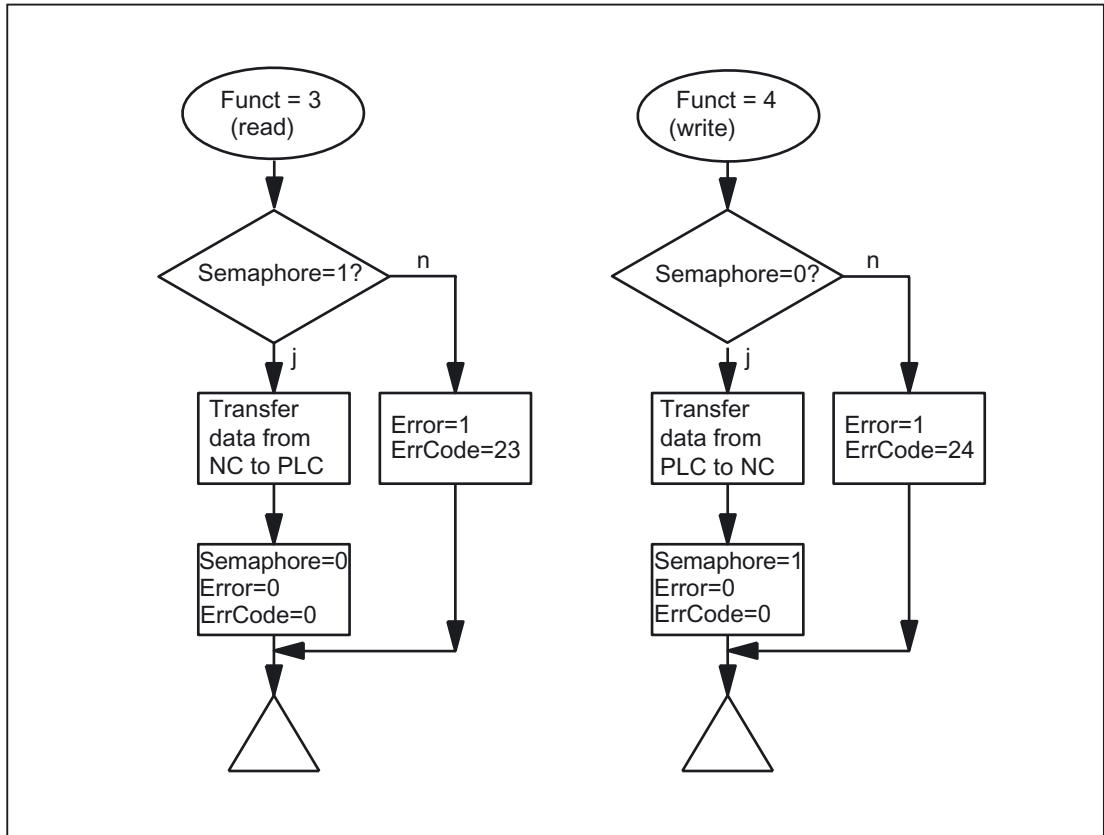 Funct = 3
(read)
Semaphore=1?
n
j
Transfer
data from
NC to PLC
Error=1
ErrCode=23
Semaphore=0
Error=0
ErrCode=0
Funct = 4
(write)
Semaphore=0?
n
j
Transfer
data from
PLC to NC
Error=1
ErrCode=24
Semaphore=1
Error=0
ErrCode=0